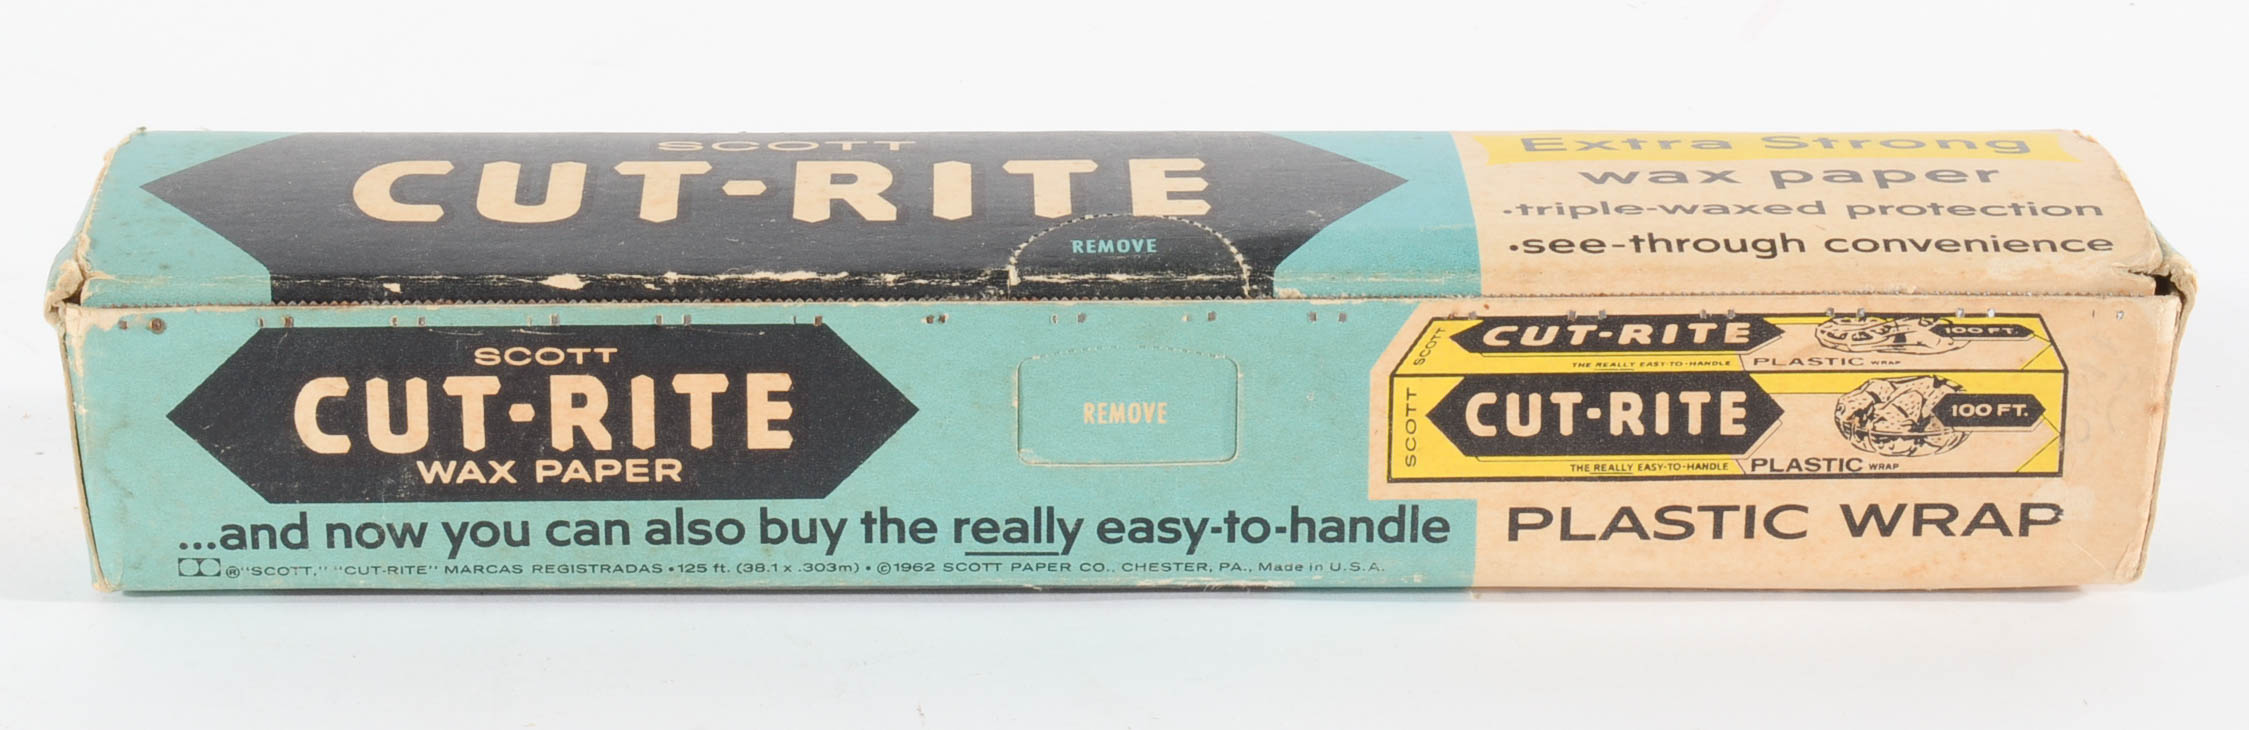 SCOTT
CUT-RITE
REMOVE
Extra Strong
wax paper
•triple-waxed protection
•see-through convenience
SCOTT
CUT-RITE
WAX PAPER
REMOVE
SCOTT
CUT-RITE
100 FT.
THE REALLY EASY-TO-HANDLE PLASTIC WRAP
SCOTT
CUT-RITE
100 FT.
THE REALLY EASY-TO-HANDLE PLASTIC WRAP
...and now you can also buy the really easy-to-handle PLASTIC WRAP
®"SCOTT," "CUT-RITE" MARCAS REGISTRADAS •125 ft. (38.1 x .303m) • ©1962 SCOTT PAPER CO., CHESTER, PA., Made in U.S.A.